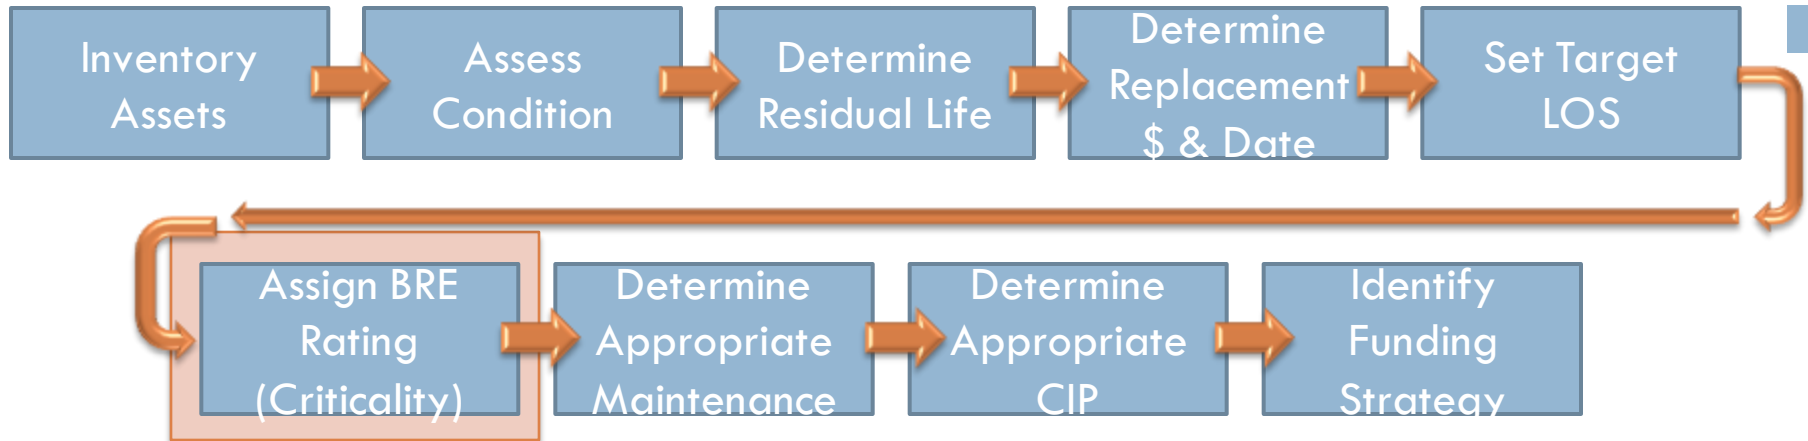 Inventory
Assets
Assess
Condition
Determine
Residual Life
Determine
Replacement
$ & Date
Set Target
LOS
Assign BRE
Rating
(Criticality)
Determine
Appropriate
Maintenance
Determine
Appropriate
CIP
Identify
Funding
Strategy